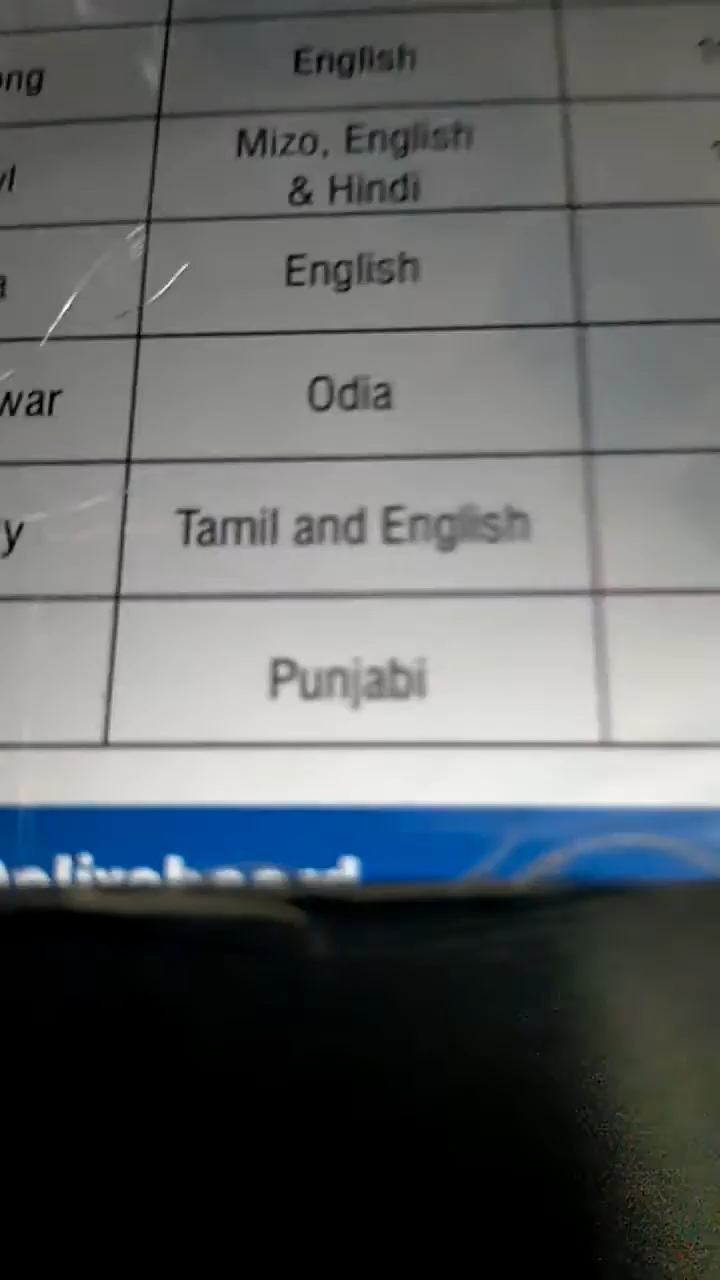 ong English
Mizo, English
& Hindi
English
war Odia
y Tamil and English
Punjabi